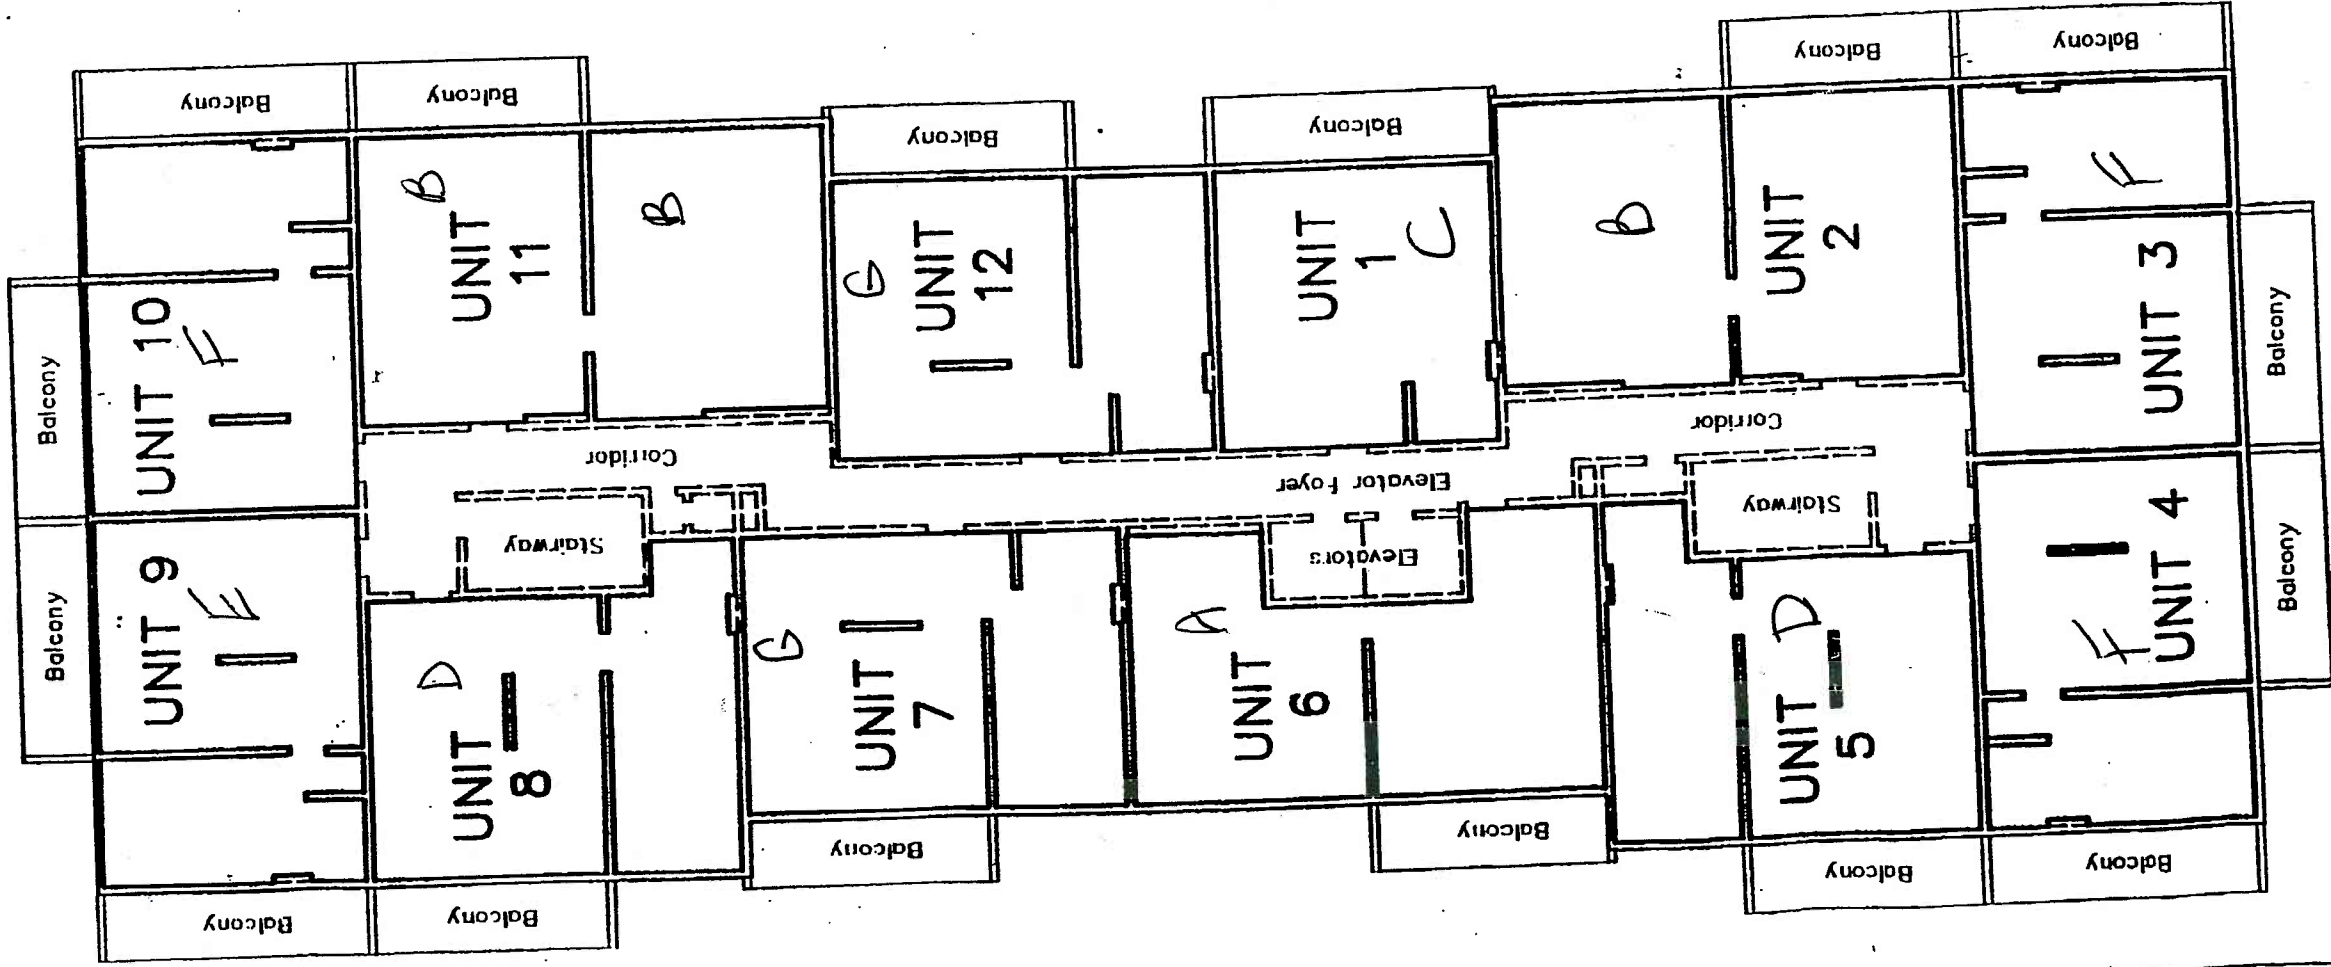 Balcony
Balcony
Balcony
Balcony
Balcony
Balcony
UNIT 10
F
Balcony
UNIT
11
B
B
UNIT
12
G
UNIT
1
C
B
UNIT
2
F
UNIT 3
Balcony
Corridor
Corridor
Elevator Foyer
Stairway
Elevators
Stairway
UNIT 9
Balcony
UNIT
8
D
UNIT
7
G
UNIT
6
A
UNIT
5
D
UNIT 4
F
Balcony
Balcony
Balcony
Balcony
Balcony
Balcony
Balcony